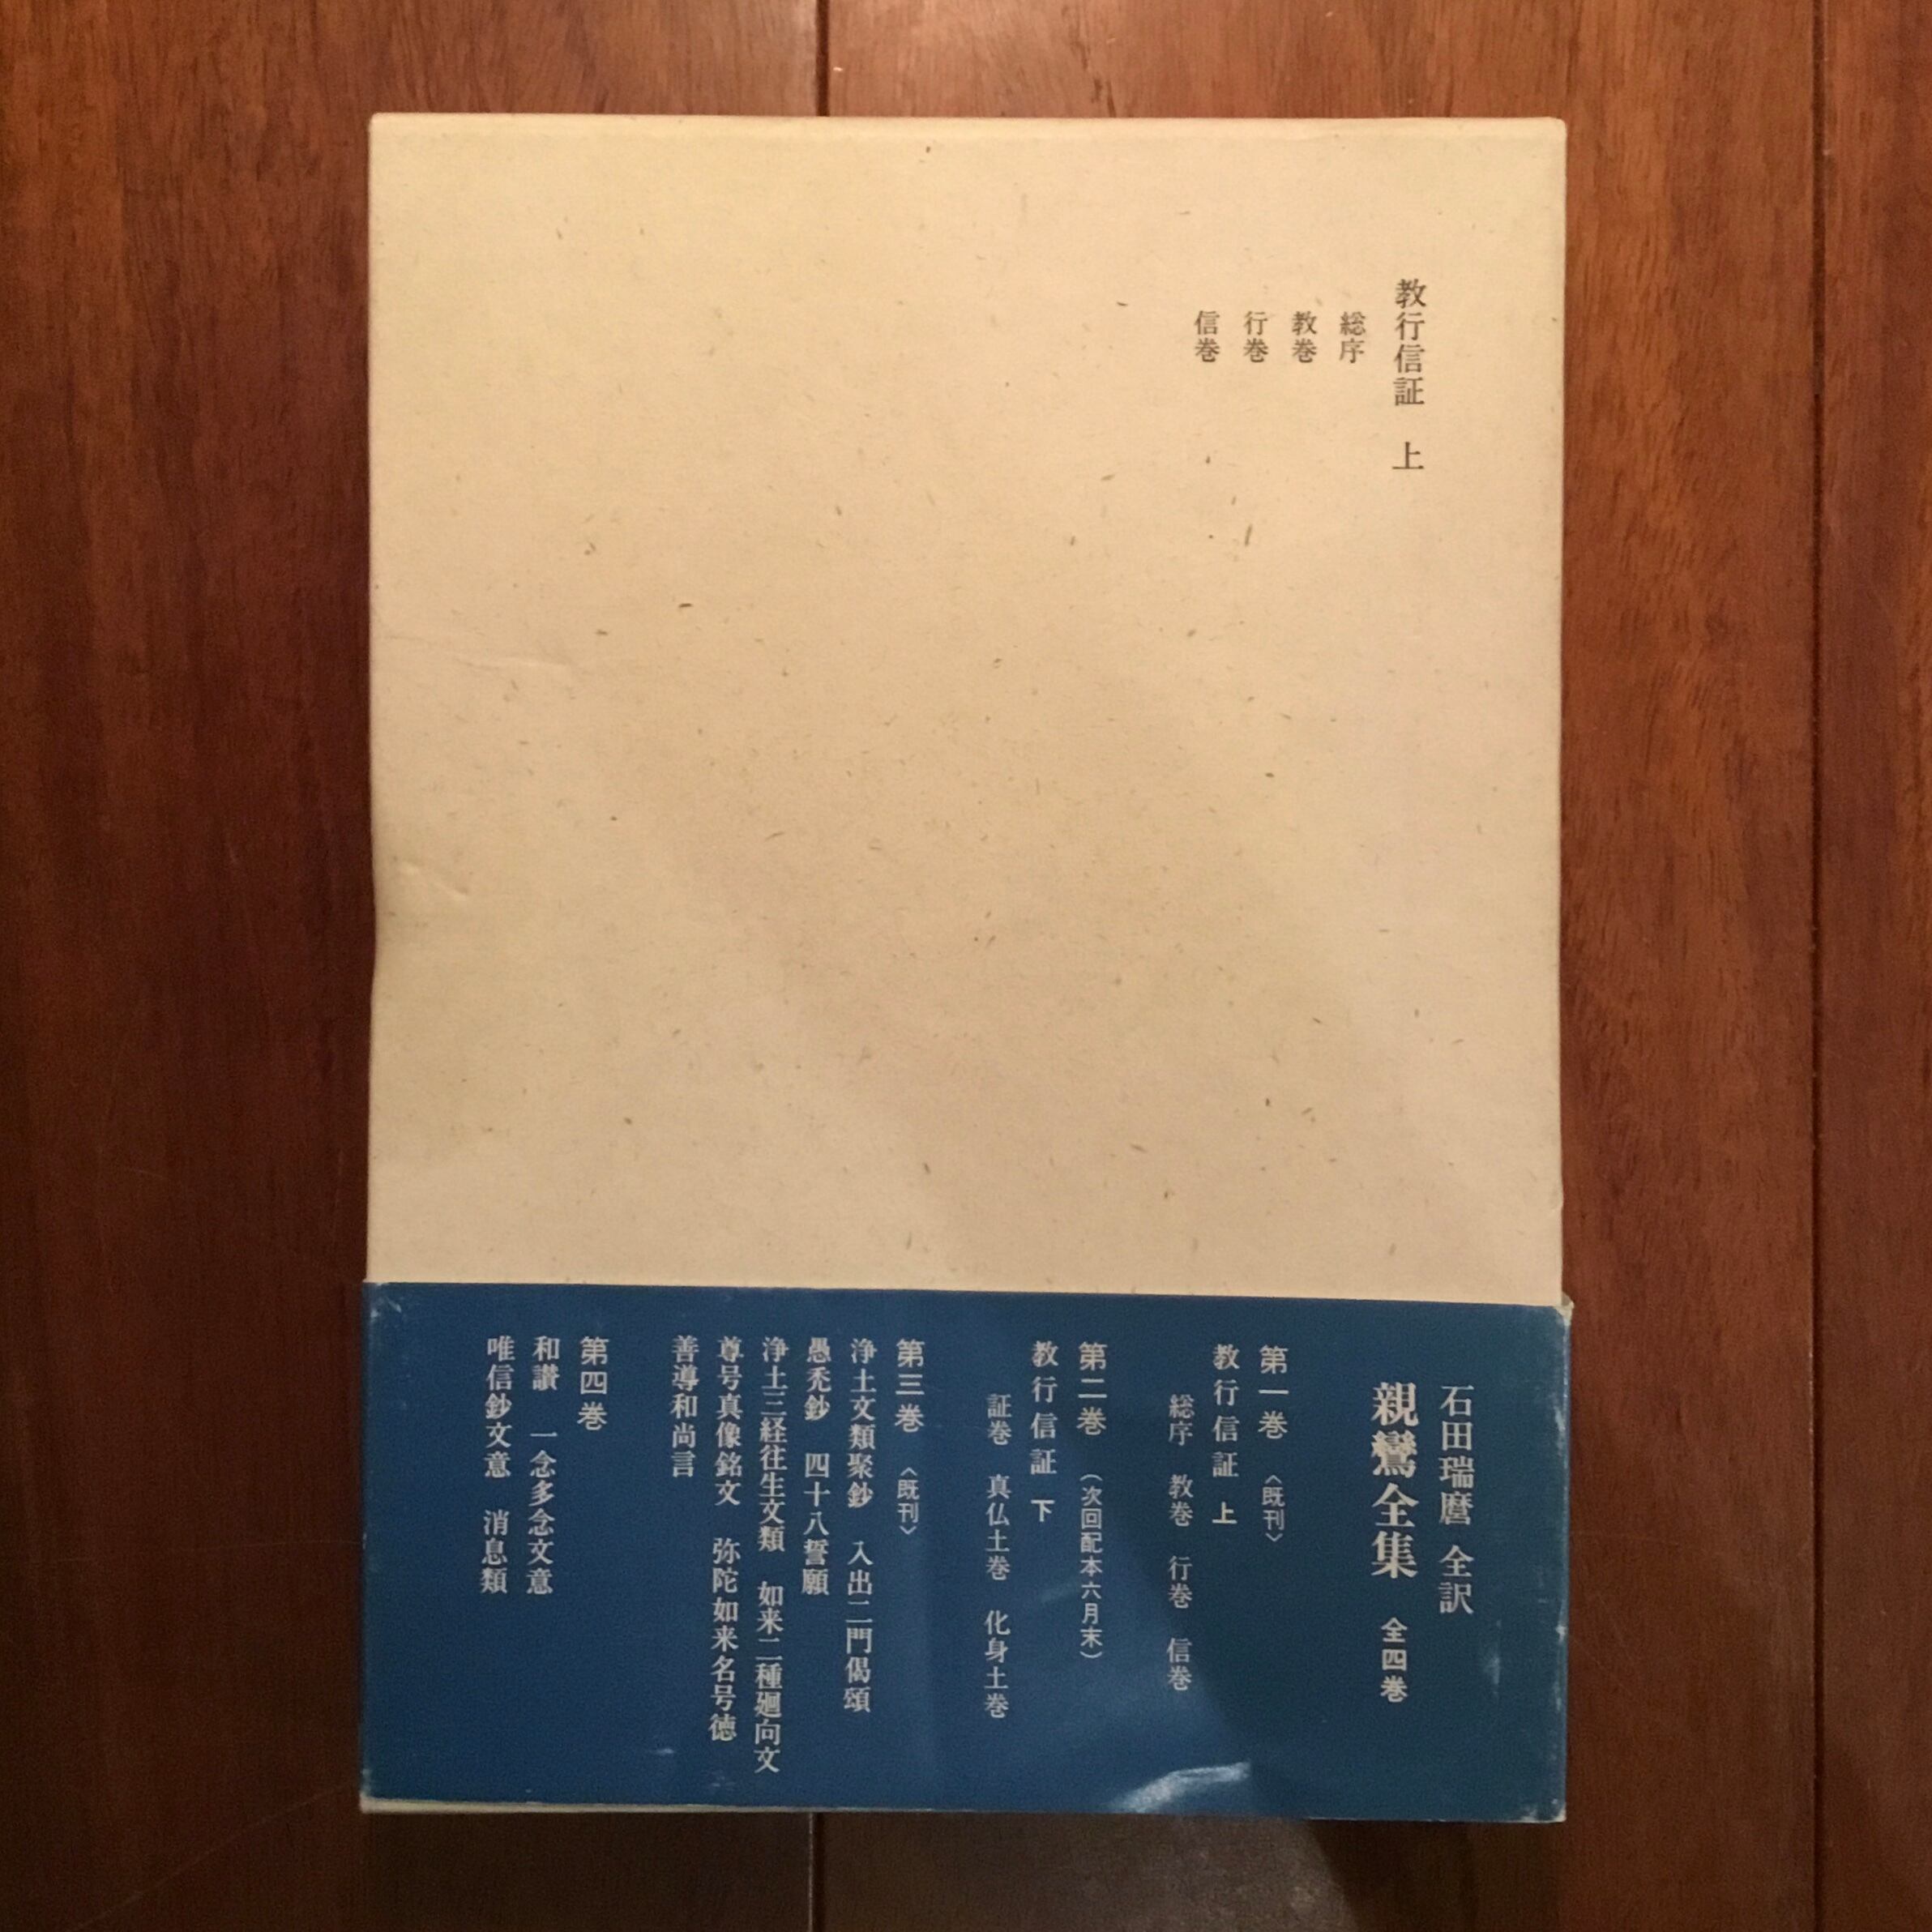 教行信証　上
総序
教巻
行巻
信巻
石田瑞麿　全訳
親鸞全集　全四巻
第一巻〈既刊〉
教行信証　上
総序　教巻　行巻　信巻
第二巻（次回配本六月末）
教行信証　下
証巻　真仏土巻　化身土巻
第三巻〈既刊〉
浄土文類聚鈔　入出二門偈頌
愚禿鈔　四十八誓願
浄土三経往生文類　如来二種廻向文
尊号真像銘文　弥陀如来名号徳
善導和尚言
第四巻
和讃　一念多念文意
唯信鈔文意　消息類